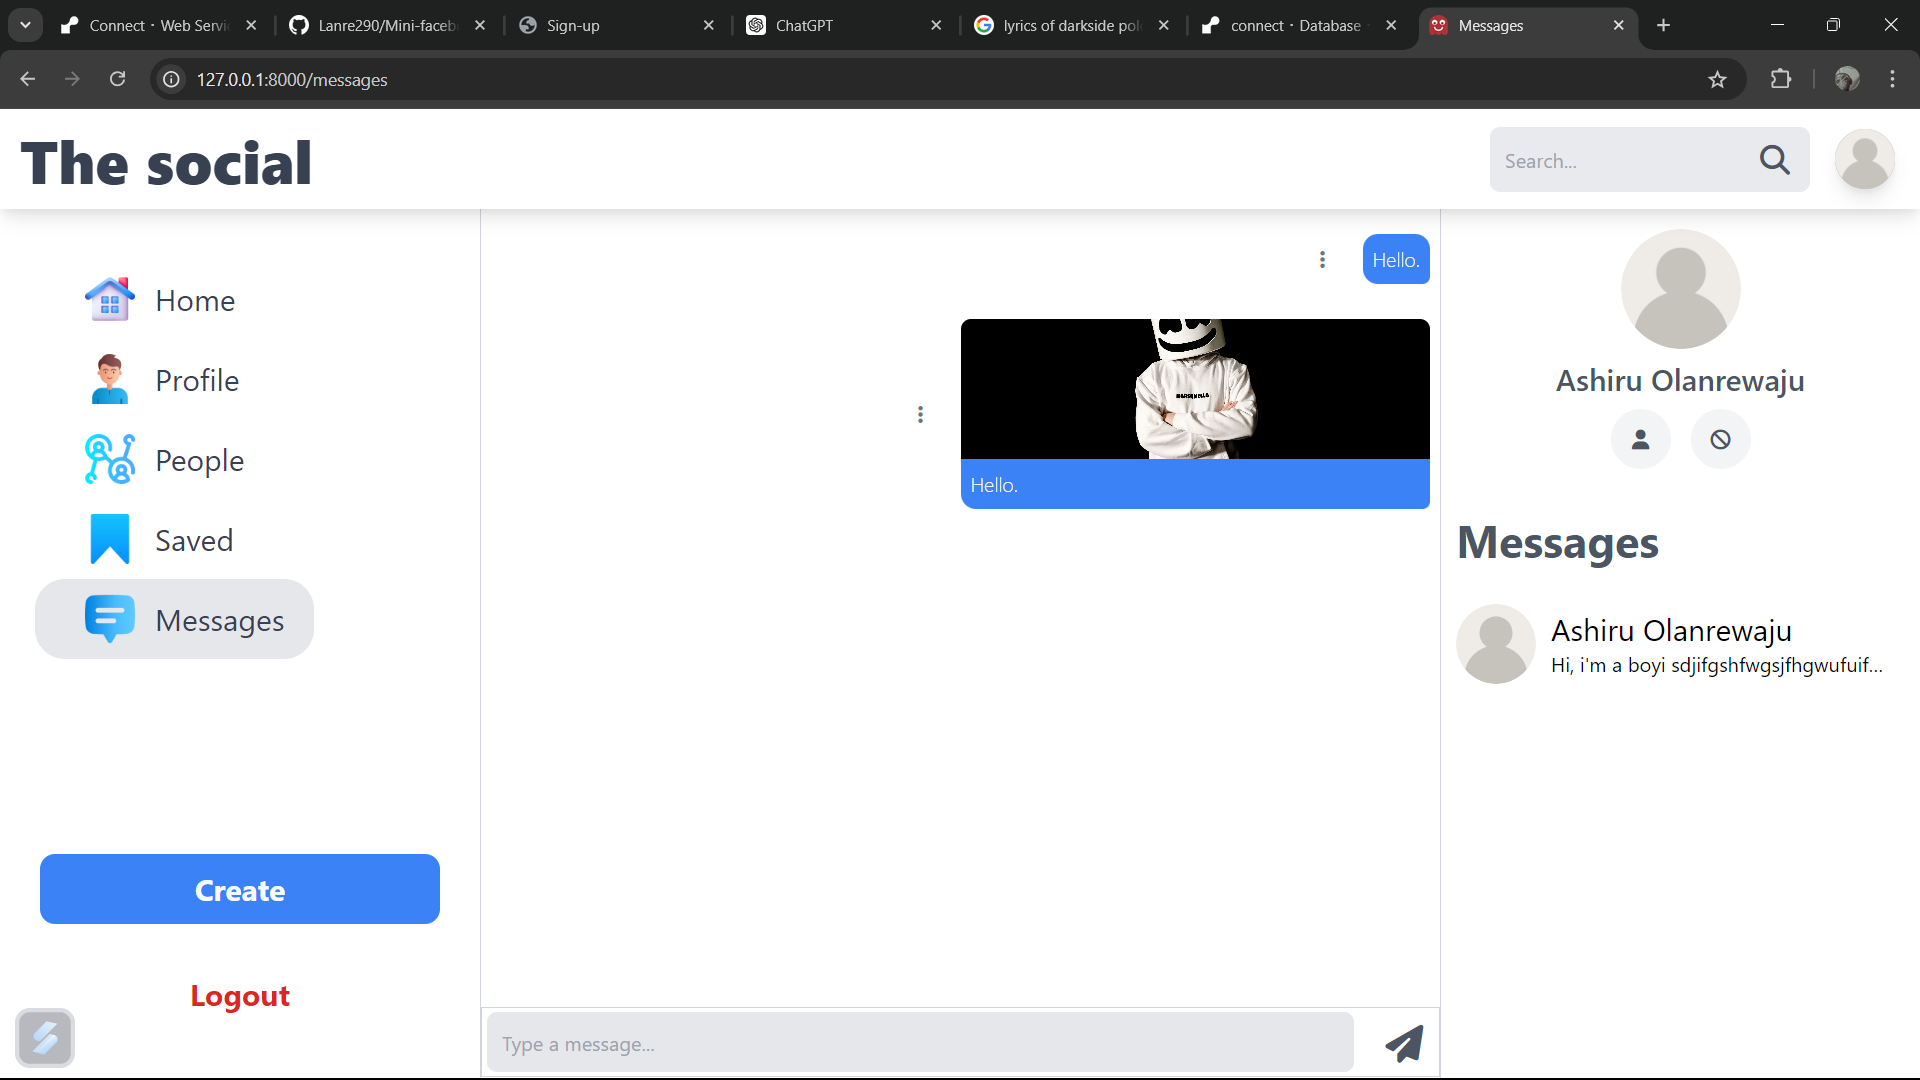 Connect · Web Servi
Lanre290/Mini-faceb
Sign-up
ChatGPT
lyrics of darkside polo
connect · Database
Messages
127.0.0.1:8000/messages
The social
Search...
Home
Profile
People
Saved
Messages
Create
Logout
Hello.
Hello.
Type a message...
Ashiru Olanrewaju
Messages
Ashiru Olanrewaju
Hi, i'm a boyi sdjifgshfwgsjfhgwufuif...